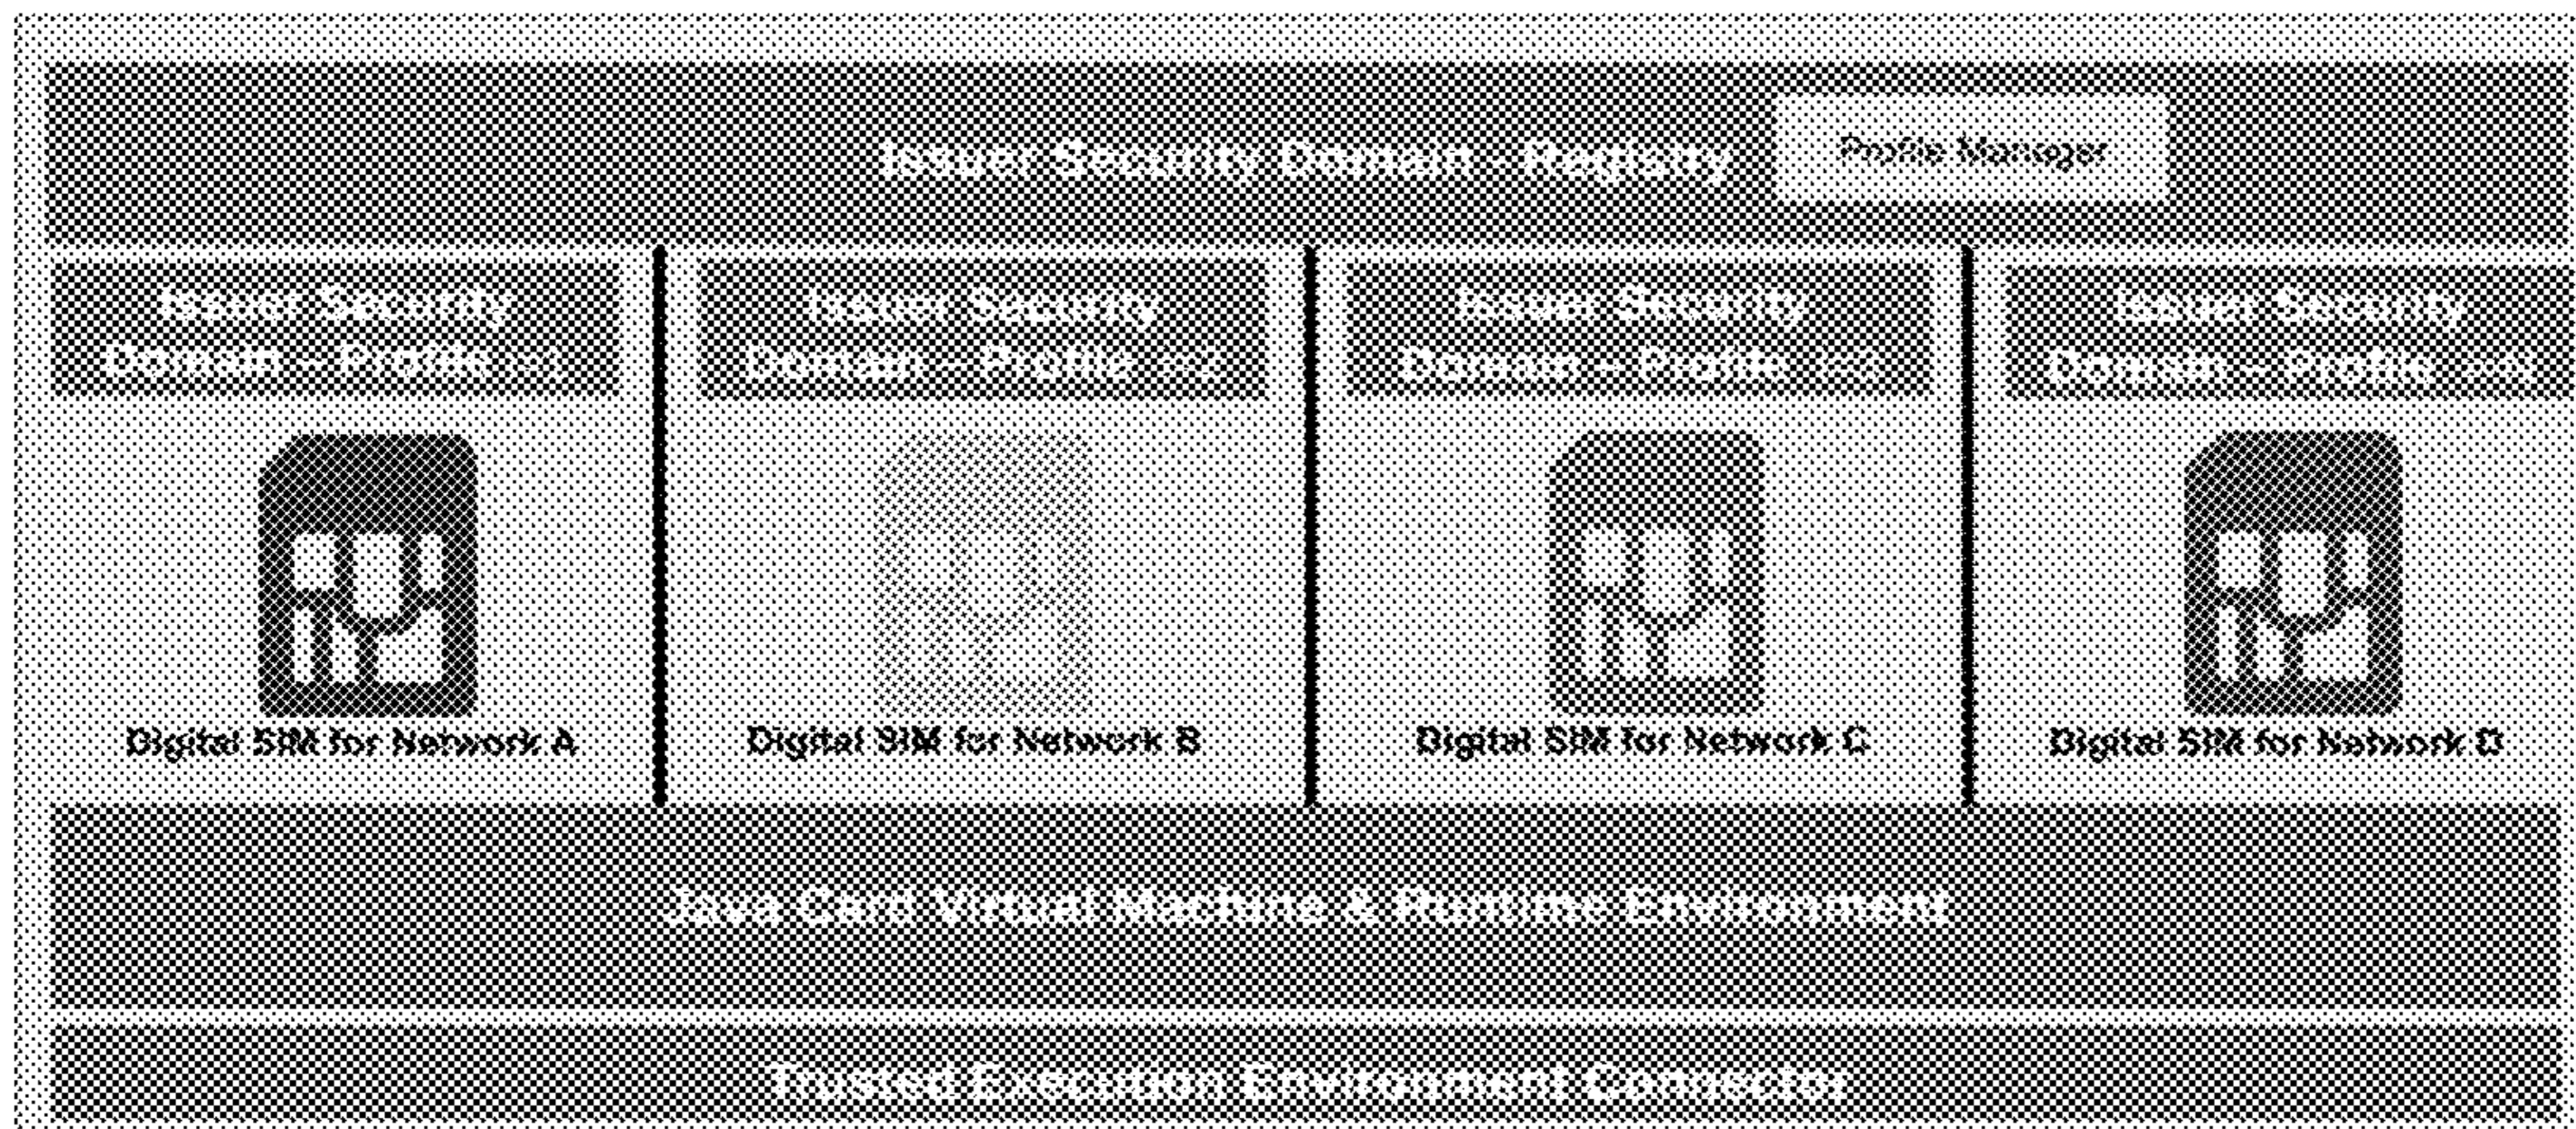 Issuer Security Domain - Registry
Profile Manager
Issuer Security
Domain – Profile
Issuer Security
Domain – Profile
Issuer Security
Domain – Profile
Issuer Security
Domain – Profile
Digital SIM for Network A
Digital SIM for Network B
Digital SIM for Network C
Digital SIM for Network D
Java Card Virtual Machine & Runtime Environment
Trusted Execution Environment Connector